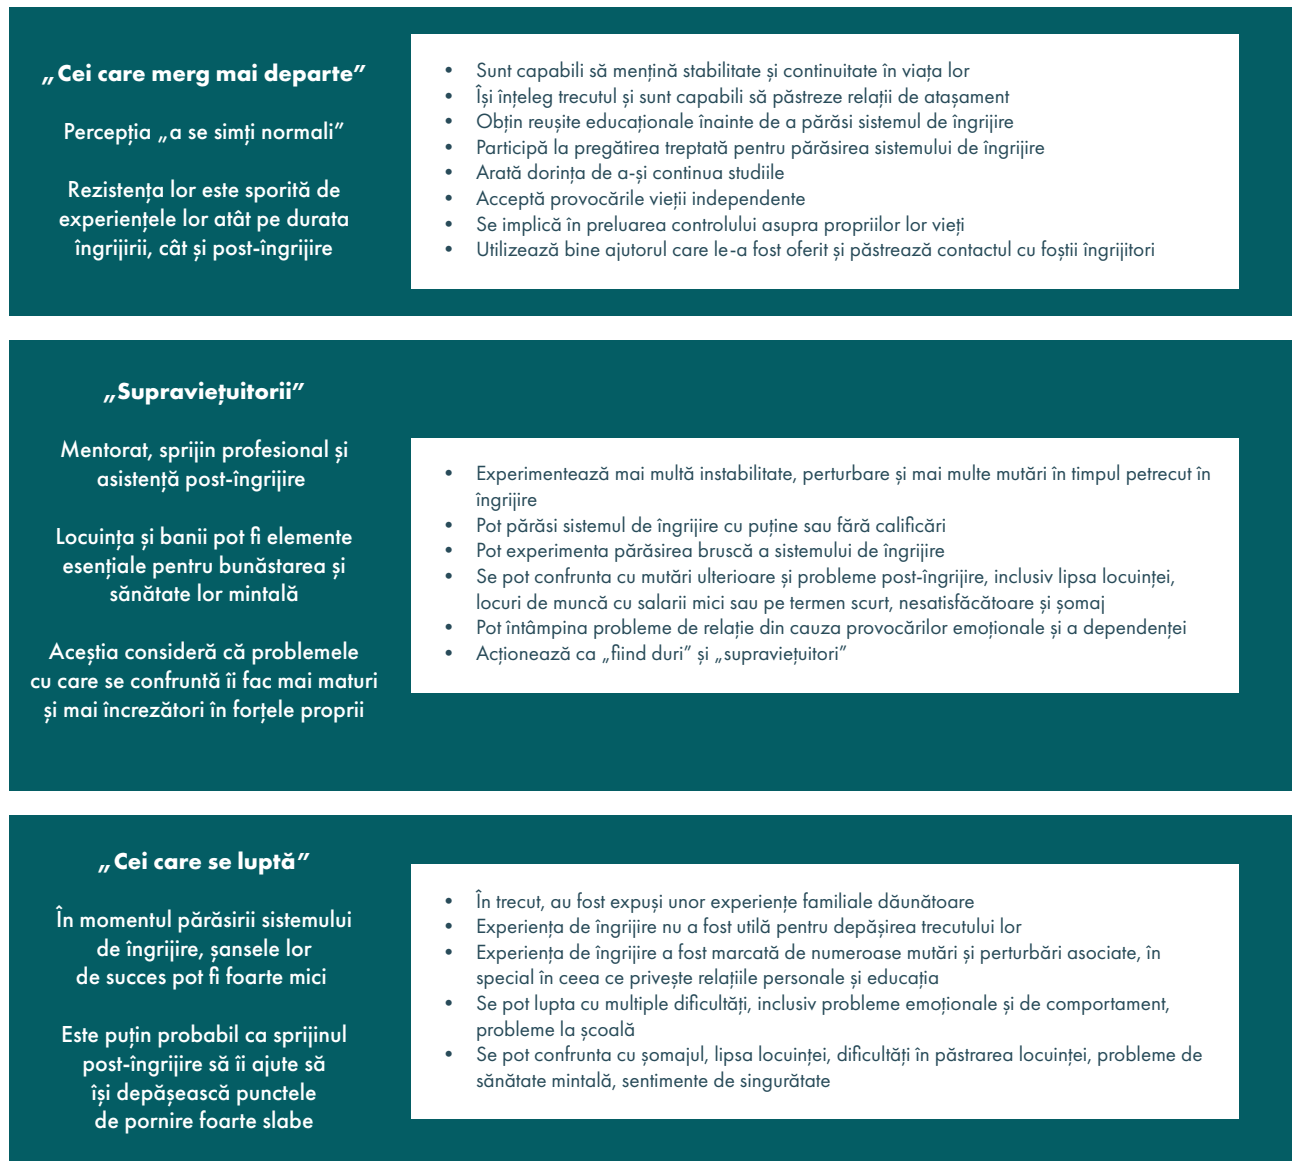 „Cei care merg mai departe”
Percepția „a se simți normali”
Rezistența lor este sporită de
experiențele lor atât pe durata
îngrijirii, cât și post-îngrijire
• Sunt capabili să mențină stabilitate și continuitate în viața lor
• Își înțeleg trecutul și sunt capabili să păstreze relații de atașament
• Obțin reușite educaționale înainte de a părăsi sistemul de îngrijire
• Participă la pregătirea treptată pentru părăsirea sistemului de îngrijire
• Arată dorința de a-și continua studiile
• Acceptă provocările vieții independente
• Se implică în preluarea controlului asupra propriilor lor vieți
• Utilizează bine ajutorul care le-a fost oferit și păstrează contactul cu foștii îngrijitori
„Supraviețuitorii”
Mentorat, sprijin profesional și
asistență post-îngrijire
Locuința și banii pot fi elemente
esențiale pentru bunăstarea și
sănătate lor mintală
Aceștia consideră că problemele
cu care se confruntă îi fac mai maturi
și mai încrezători în forțele proprii
• Experimentează mai multă instabilitate, perturbare și mai multe mutări în timpul petrecut în
îngrijire
• Pot părăsi sistemul de îngrijire cu puține sau fără calificări
• Pot experimenta părăsirea bruscă a sistemului de îngrijire
• Se pot confrunta cu mutări ulterioare și probleme post-îngrijire, inclusiv lipsa locuinței,
locuri de muncă cu salarii mici sau pe termen scurt, nesatisfăcătoare și șomaj
• Pot întâmpina probleme de relație din cauza provocărilor emoționale și a dependenței
• Acționează ca „fiind duri” și „supraviețuitori”
„Cei care se luptă”
În momentul părăsirii sistemului
de îngrijire, șansele lor
de succes pot fi foarte mici
Este puțin probabil ca sprijinul
post-îngrijire să îi ajute să
își depășească punctele
de pornire foarte slabe
• În trecut, au fost expuși unor experiențe familiale dăunătoare
• Experiența de îngrijire nu a fost utilă pentru depășirea trecutului lor
• Experiența de îngrijire a fost marcată de numeroase mutări și perturbări asociate, în
special în ceea ce privește relațiile personale și educația
• Se pot lupta cu multiple dificultăți, inclusiv probleme emoționale și de comportament,
probleme la școală
• Se pot confrunta cu șomajul, lipsa locuinței, dificultăți în păstrarea locuinței, probleme de
sănătate mintală, sentimente de singurătate